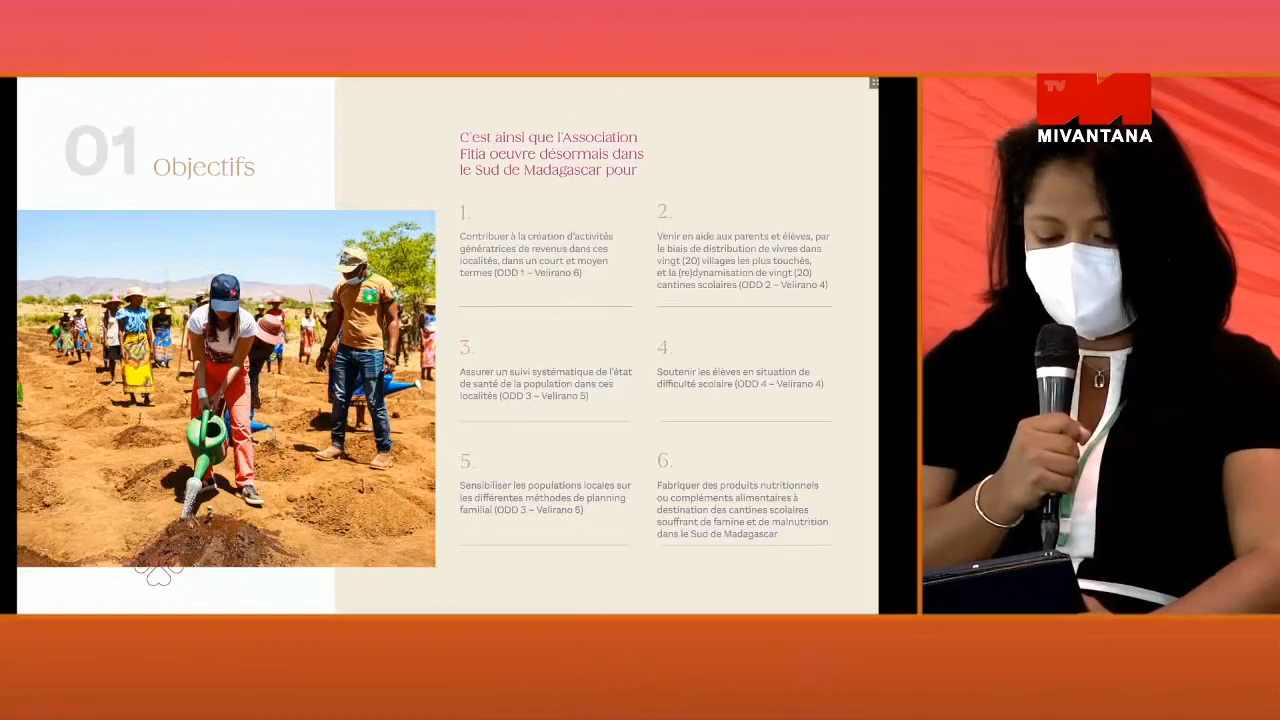 TV
MIVANTANA
01 Objectifs
C'est ainsi que l'Association
Fitia oeuvre désormais dans
le Sud de Madagascar pour
1.
Contribuer à la création d'activités
génératrices de revenus dans ces
localités, dans un court et moyen
termes (ODD 1 – Velirano 6)
2.
Venir en aide aux parents et élèves, par
le biais de distribution de vivres dans
vingt (20) villages les plus touchés,
et la (re)dynamisation de vingt (20)
cantines scolaires (ODD 2 – Velirano 4)
3.
Assurer un suivi systématique de l'état
de santé de la population dans ces
localités (ODD 3 – Velirano 5)
4.
Soutenir les élèves en situation de
difficulté scolaire (ODD 4 – Velirano 4)
5.
Sensibiliser les populations locales sur
les différentes méthodes de planning
familial (ODD 3 – Velirano 5)
6.
Fabriquer des produits nutritionnels
ou compléments alimentaires à
destination des cantines scolaires
souffrant de famine et de malnutrition
dans le Sud de Madagascar